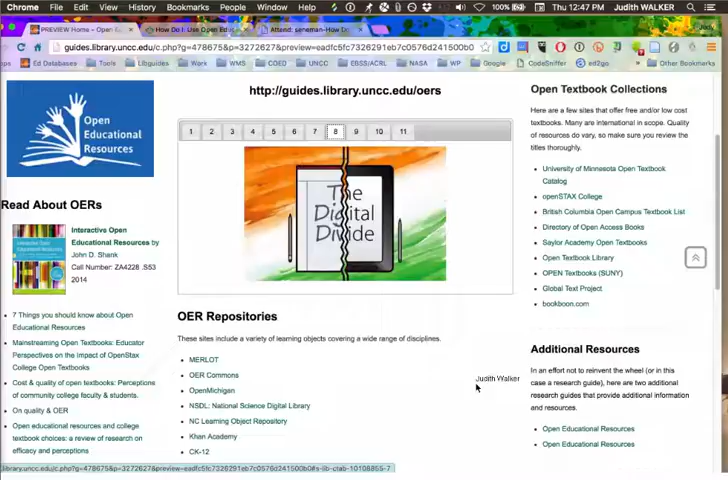 Chrome File Edit View History Bookmarks People Window Help 100% Thu 12:47 PM Judith WALKER
PREVIEW Home - Open Ed
How Do I: Use Open Edu
Attend: seneman-How Do
guides.library.uncc.edu/c.php?g=478675&p=3272627&preview=eadfc5fc7326291eb7c0576d241500b0
Apps Ed Databases Tools Libguides Work WMS COED UNCC EBSS/ACRL NASA WP Google CodeSniffer ed2go Other Bookmarks
http://guides.library.uncc.edu/oers
Open
Educational
Resources
Read About OERs
Interactive Open
Educational Resources by
John D. Shank
Call Number: ZA4228 .S53
2014
7 Things you should know about Open
Educational Resources
Mainstreaming Open Textbooks: Educator
Perspectives on the Impact of OpenStax
College Open Textbooks
Cost & quality of open textbooks: Perceptions
of community college faculty & students.
On quality & OER
Open educational resources and college
textbook choices: a review of research on
efficacy and perceptions
1 2 3 4 5 6 7 8 9 10 11
The
Digital
Divide
OER Repositories
These sites include a variety of learning objects covering a wide range of disciplines.
MERLOT
OER Commons
OpenMichigan
NSDL: National Science Digital Library
NC Learning Object Repository
Khan Academy
CK-12
Judith Walker
Open Textbook Collections
Here are a few sites that offer free and/or low cost
textbooks. Many are international in scope. Quality
of resources do vary, so make sure you review the
titles thoroughly.
University of Minnesota Open Textbook
Catalog
openSTAX College
British Columbia Open Campus Textbook List
Directory of Open Access Books
Saylor Academy Open Textbooks
Open Textbook Library
OPEN Textbooks (SUNY)
Global Text Project
bookboon.com
Additional Resources
In an effort not to reinvent the wheel (or in this
case a research guide), here are two additional
research guides that provide additional information
and resources.
Open Educational Resources
Open Educational Resources
library.uncc.edu/c.php?g=478675&p=3272627&preview=eadfc5fc7326291eb7c0576d241500b0#s-lib-ctab-10108855-7